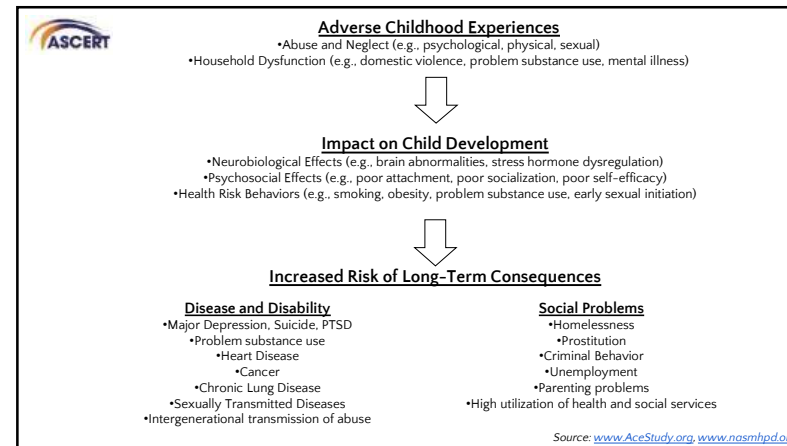 ASCERT
Adverse Childhood Experiences
•Abuse and Neglect (e.g., psychological, physical, sexual)
•Household Dysfunction (e.g., domestic violence, problem substance use, mental illness)
Impact on Child Development
•Neurobiological Effects (e.g., brain abnormalities, stress hormone dysregulation)
•Psychosocial Effects (e.g., poor attachment, poor socialization, poor self-efficacy)
•Health Risk Behaviors (e.g., smoking, obesity, problem substance use, early sexual initiation)
Increased Risk of Long-Term Consequences
Disease and Disability
•Major Depression, Suicide, PTSD
•Problem substance use
•Heart Disease
•Cancer
•Chronic Lung Disease
•Sexually Transmitted Diseases
•Intergenerational transmission of abuse
Social Problems
•Homelessness
•Prostitution
•Criminal Behavior
•Unemployment
•Parenting problems
•High utilization of health and social services
Source: www.AceStudy.org, www.nasmhpd.or